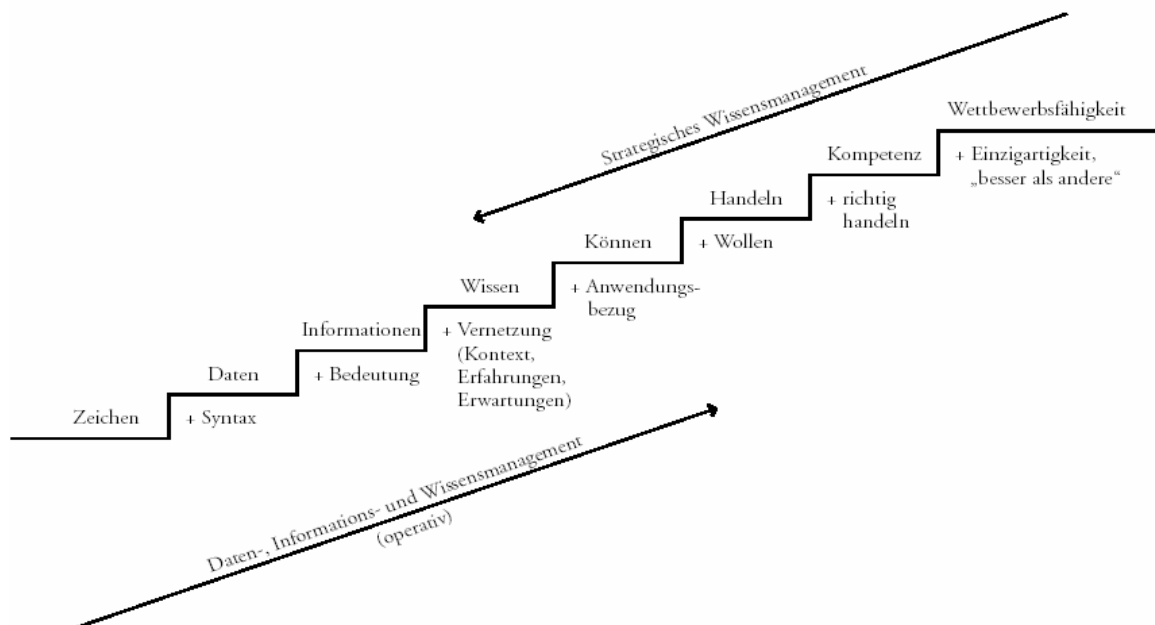 Strategisches Wissensmanagement
Wettbewerbsfähigkeit
+ Einzigartigkeit,
„besser als andere“
Kompetenz
+ richtig
handeln
Handeln
+ Wollen
Können
+ Anwendungs-
bezug
Wissen
+ Vernetzung
(Kontext,
Erfahrungen,
Erwartungen)
Informationen
+ Bedeutung
Daten
+ Syntax
Zeichen
Daten-, Informations- und Wissensmanagement
(operativ)